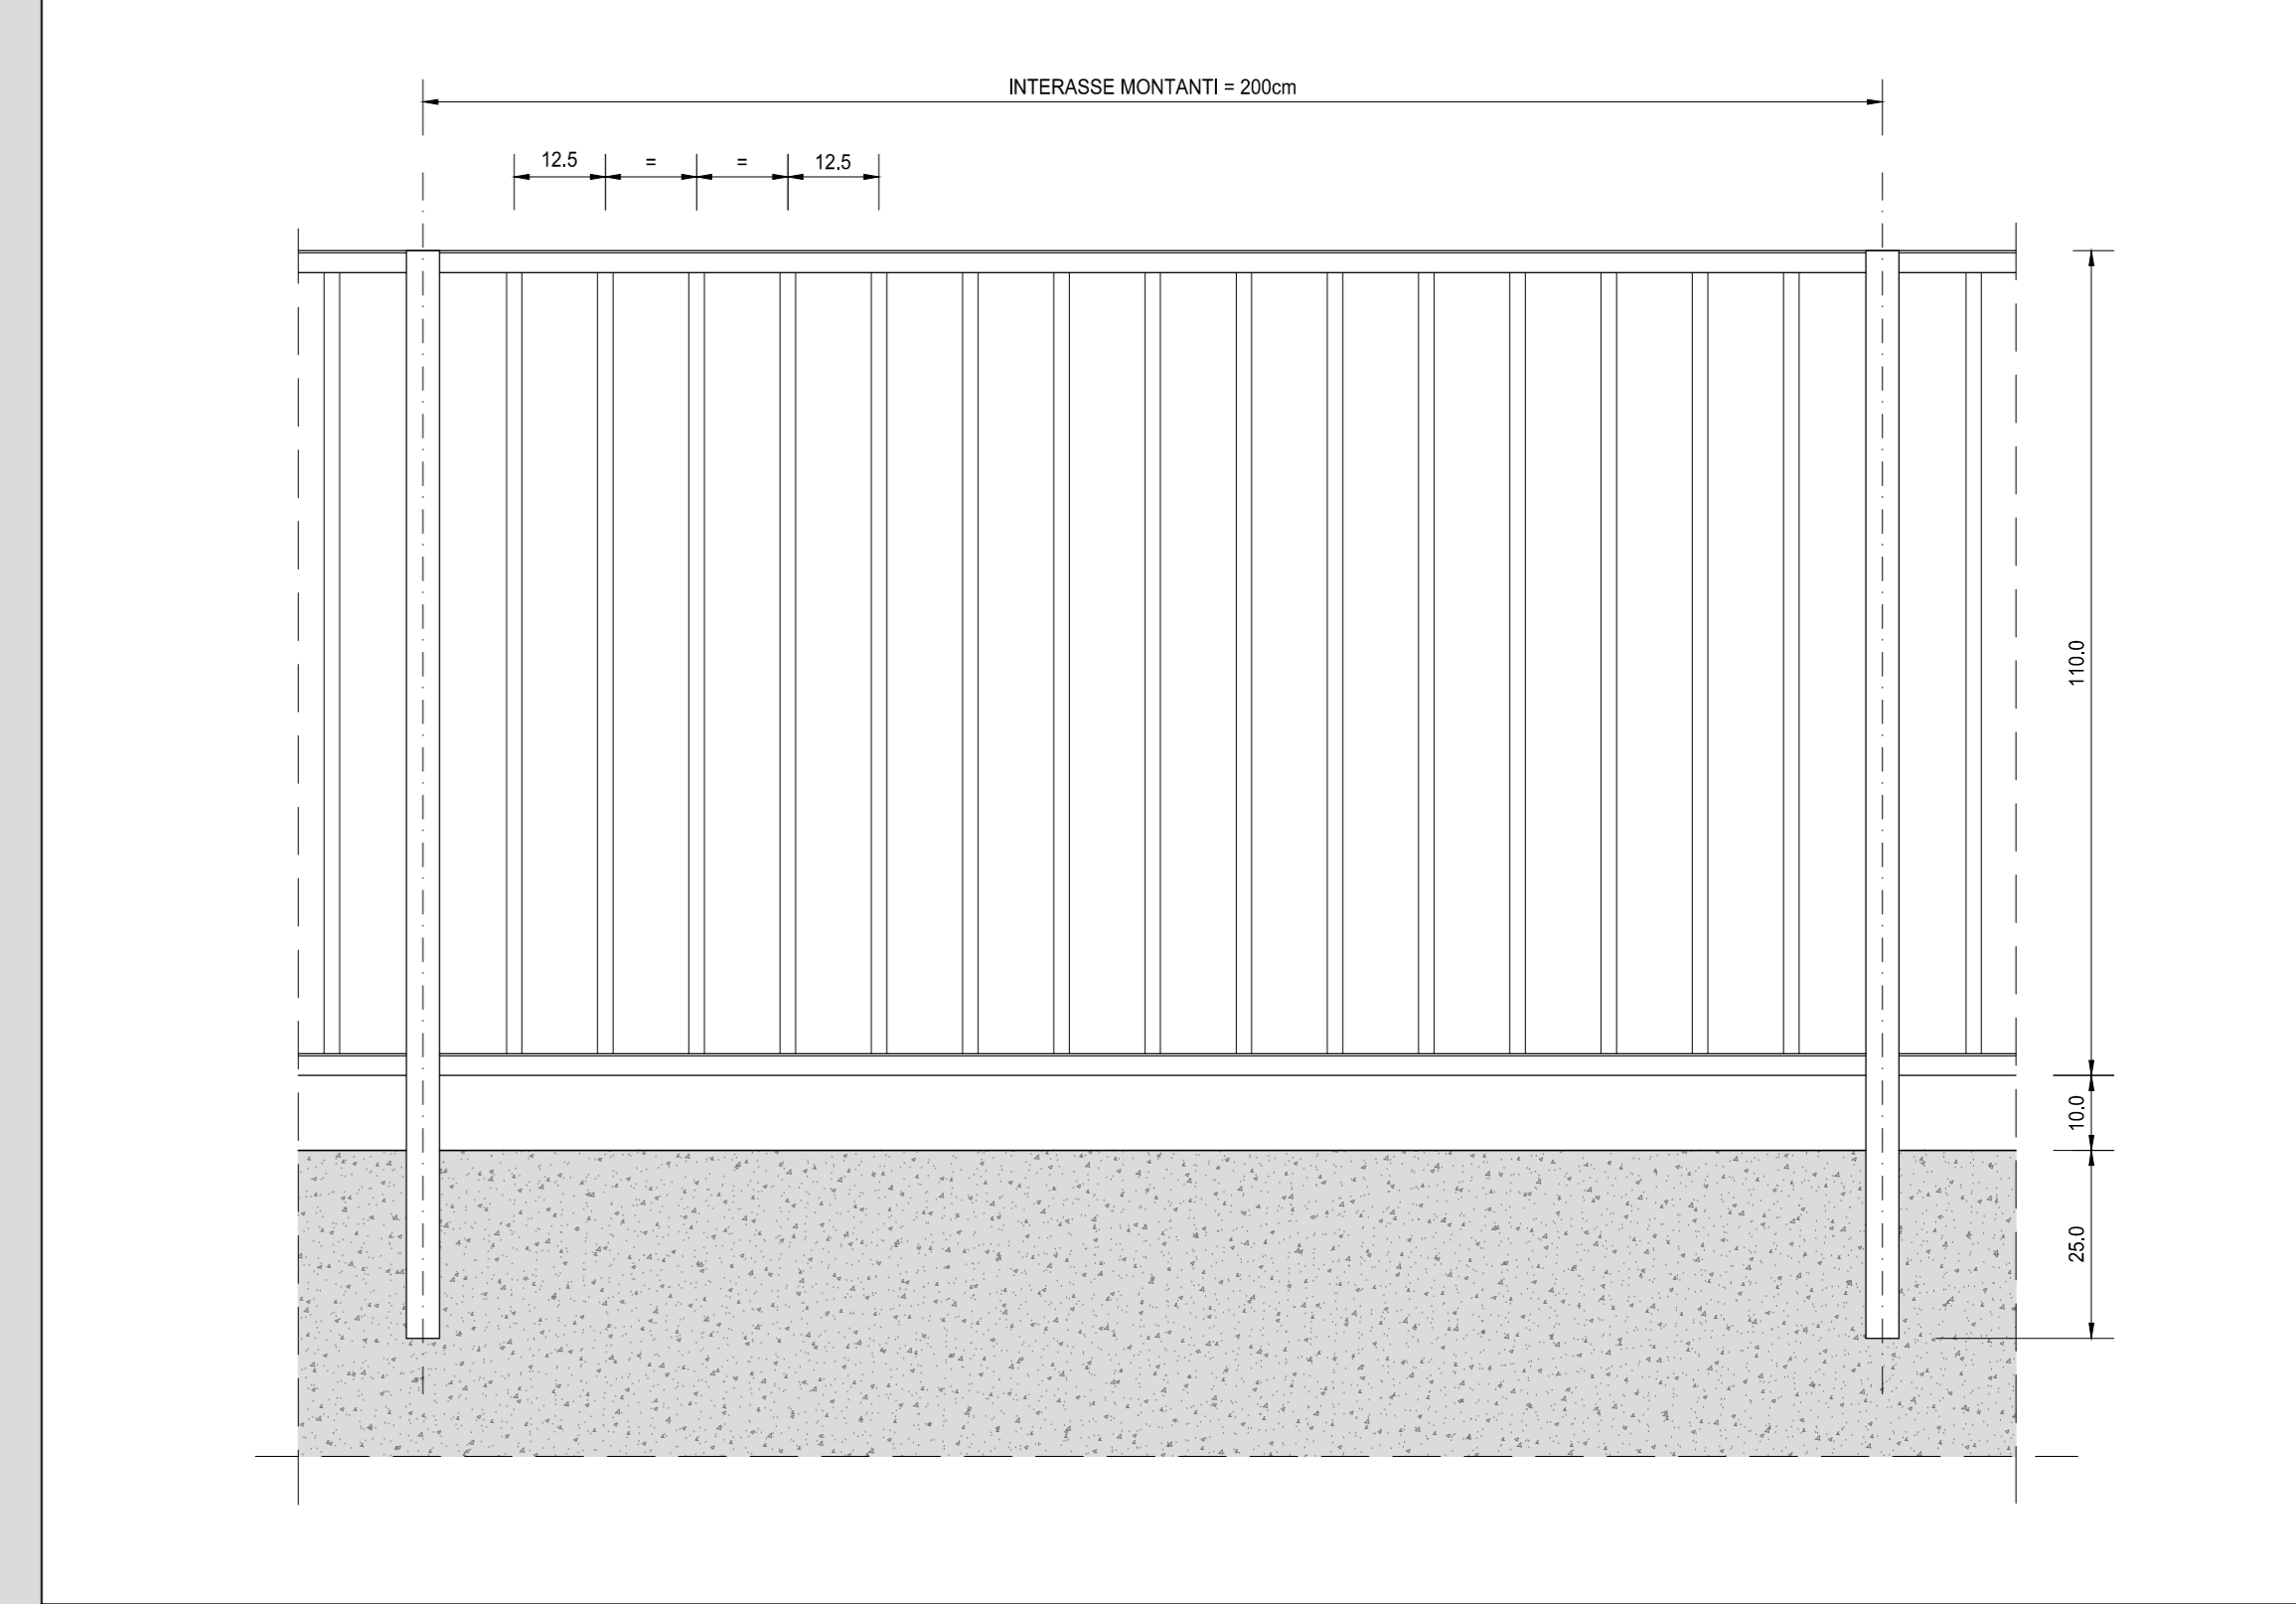 INTERASSE MONTANTI = 200cm
12.5 = = 12.5
110.0
10.0
25.0